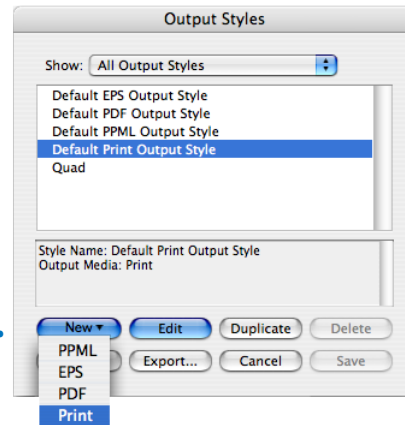 Output Styles
Show: All Output Styles
Default EPS Output Style
Default PDF Output Style
Default PPML Output Style
Default Print Output Style
Quad
Style Name: Default Print Output Style
Output Media: Print
New Edit Duplicate Delete
Export... Cancel Save
PPML
EPS
PDF
Print